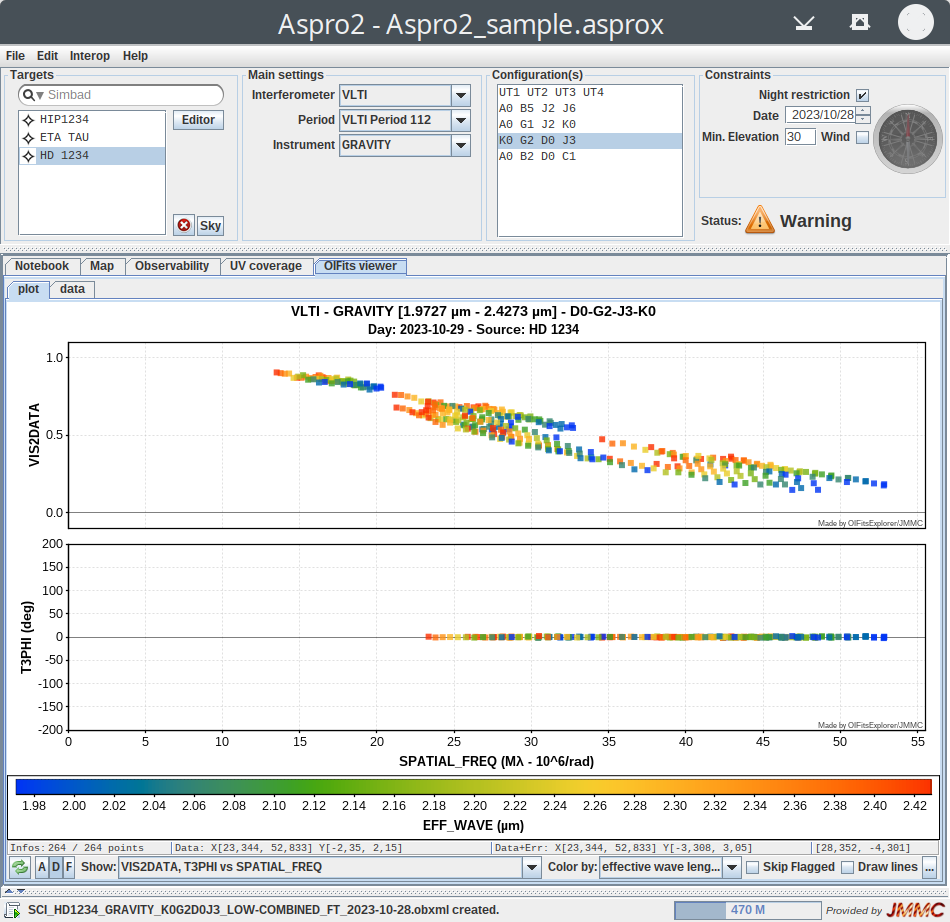 Aspro2 - Aspro2_sample.asprox
File Edit Interop Help
Targets
Simbad
HIP1234
ETA TAU
HD 1234
Editor
Sky
Main settings
Interferometer VLTI
Period VLTI Period 112
Instrument GRAVITY
Configuration(s)
UT1 UT2 UT3 UT4
A0 B5 J2 J6
A0 G1 J2 K0
K0 G2 D0 J3
A0 B2 D0 C1
Constraints
Night restriction
Date 2023/10/28
Min. Elevation 30 Wind
Status: Warning
Notebook Map Observability UV coverage OIFits viewer
plot data
VLTI - GRAVITY [1.9727 µm - 2.4273 µm] - D0-G2-J3-K0
Day: 2023-10-29 - Source: HD 1234
VIS2DATA
1.0
0.5
0.0
Made by OIFitsExplorer/JMMC
T3PHI (deg)
200
150
100
50
0
-50
-100
-150
-200
Made by OIFitsExplorer/JMMC
0 5 10 15 20 25 30 35 40 45 50 55
SPATIAL_FREQ (Mλ - 10^6/rad)
1.98 2.00 2.02 2.04 2.06 2.08 2.10 2.12 2.14 2.16 2.18 2.20 2.22 2.24 2.26 2.28 2.30 2.32 2.34 2.36 2.38 2.40 2.42
EFF_WAVE (µm)
Infos: 264 / 264 points Data: X[23,344, 52,833] Y[-2,35, 2,15] Data+Err: X[23,344, 52,833] Y[-3,308, 3,05] [28,352, -4,301]
A D F Show: VIS2DATA, T3PHI vs SPATIAL_FREQ Color by: effective wave leng... Skip Flagged Draw lines ...
SCI_HD1234_GRAVITY_K0G2D0J3_LOW-COMBINED_FT_2023-10-28.obxml created. 470 M Provided by JMMC